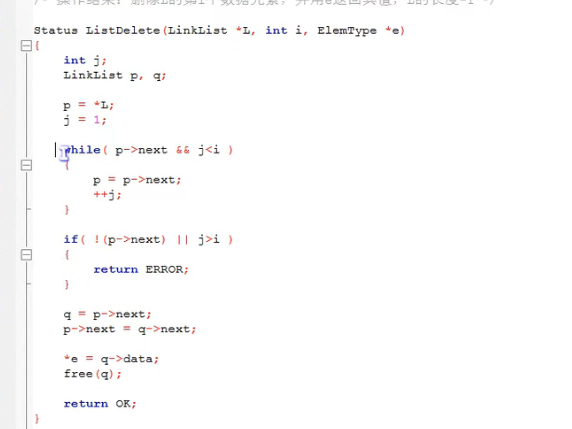 /* 操作结果：删除L的第i个数据元素，并用e返回其值，L的长度-1 */
Status ListDelete(LinkList *L, int i, ElemType *e)
{
int j;
LinkList p, q;
p = *L;
j = 1;
while( p->next && j<i )
{
p = p->next;
++j;
}
if( !(p->next) || j>i )
{
return ERROR;
}
q = p->next;
p->next = q->next;
*e = q->data;
free(q);
return OK;
}